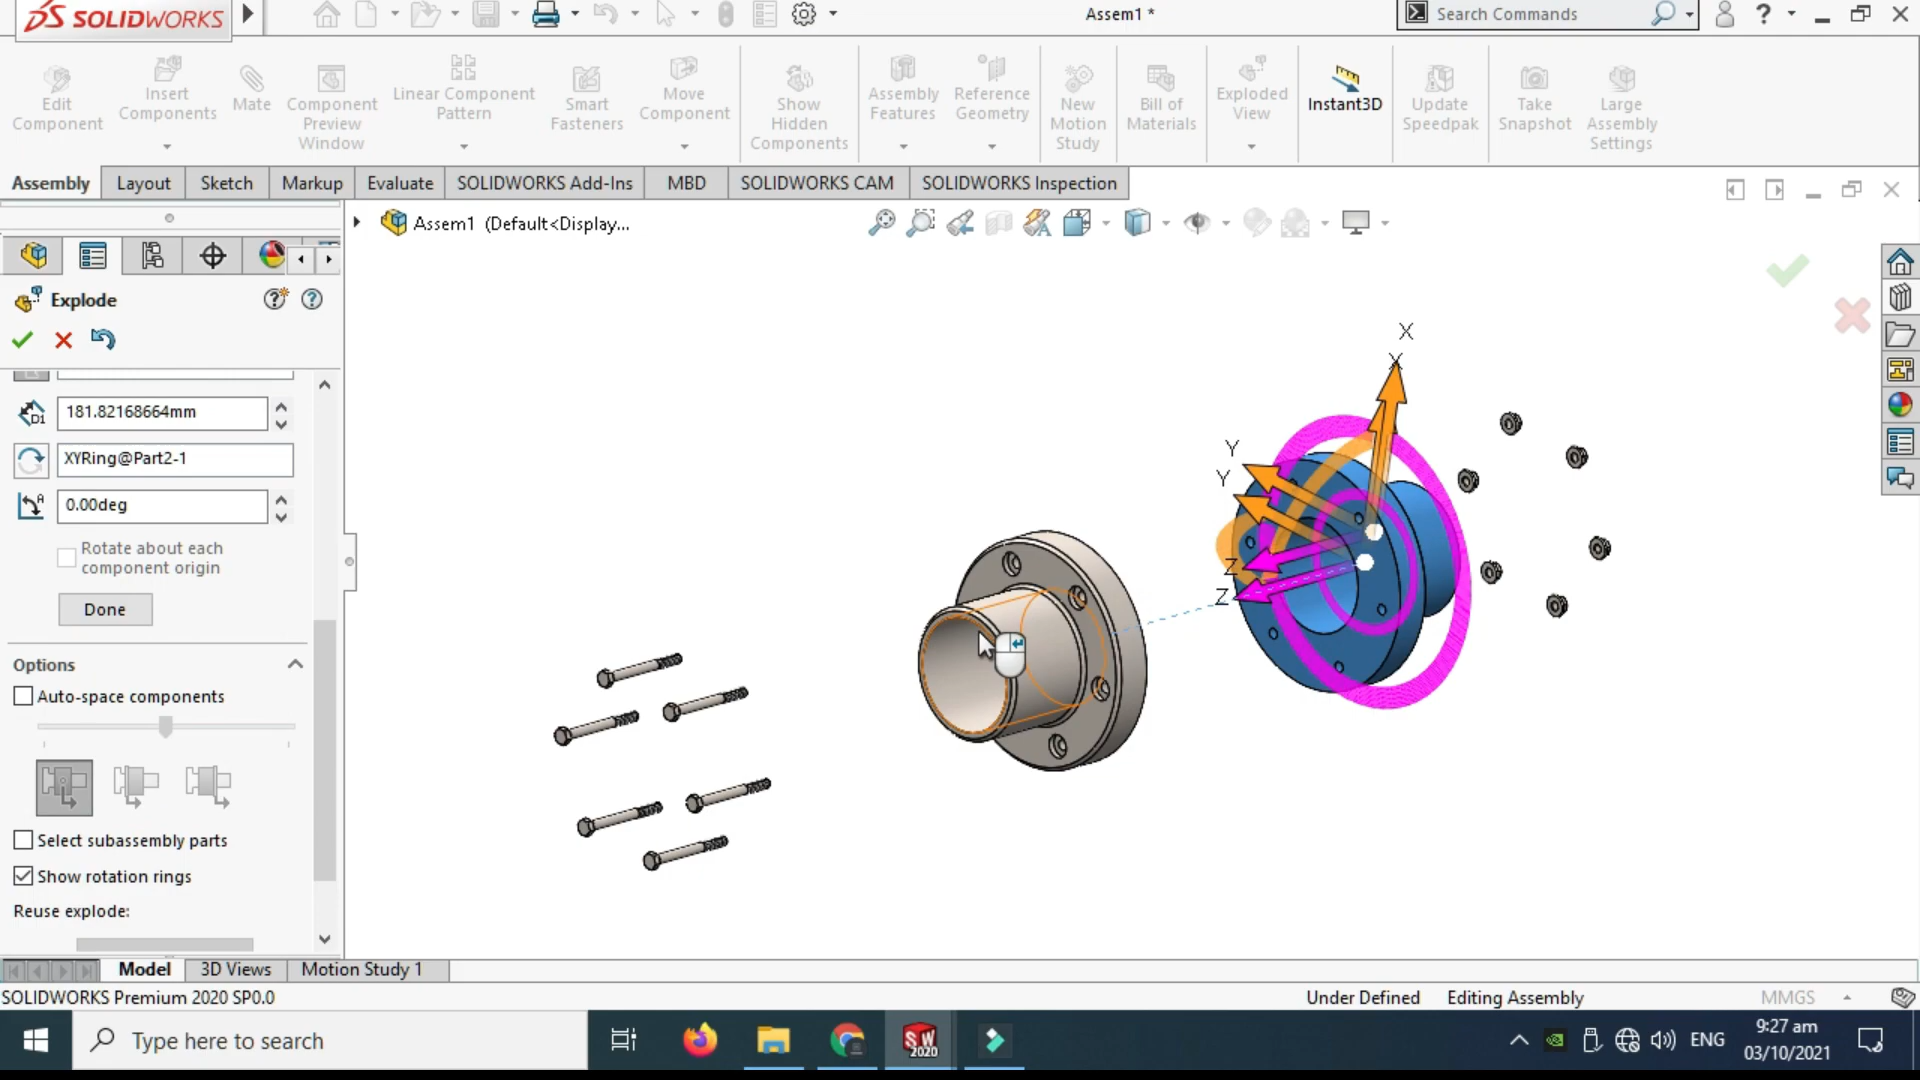 SOLIDWORKS
Assem1 *
Search Commands
?
Edit Component
Insert Components
Mate
Component Preview Window
Linear Component Pattern
Smart Fasteners
Move Component
Show Hidden Components
Assembly Features
Reference Geometry
New Motion Study
Bill of Materials
Exploded View
Instant3D
Update Speedpak
Take Snapshot
Large Assembly Settings
Assembly
Layout
Sketch
Markup
Evaluate
SOLIDWORKS Add-Ins
MBD
SOLIDWORKS CAM
SOLIDWORKS Inspection
Assem1 (Default<Display...
Explode
D1
181.82168664mm
XYRing@Part2-1
A
0.00deg
Rotate about each
component origin
Done
Options
Auto-space components
Select subassembly parts
Show rotation rings
Reuse explode:
X
X
Y
Y
Z
Z
Model
3D Views
Motion Study 1
SOLIDWORKS Premium 2020 SP0.0
Under Defined
Editing Assembly
MMGS
Type here to search
SW
2020
ENG
9:27 am
03/10/2021